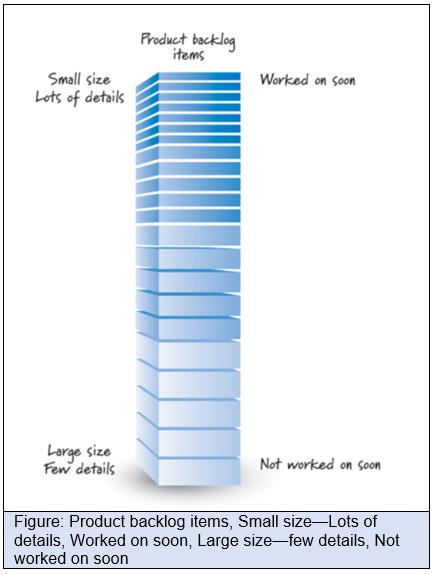 Product backlog
items
Small size
Lots of details
Worked on soon
Large size
Few details
Not worked on soon
Figure: Product backlog items, Small size—Lots of
details, Worked on soon, Large size—few details, Not
worked on soon